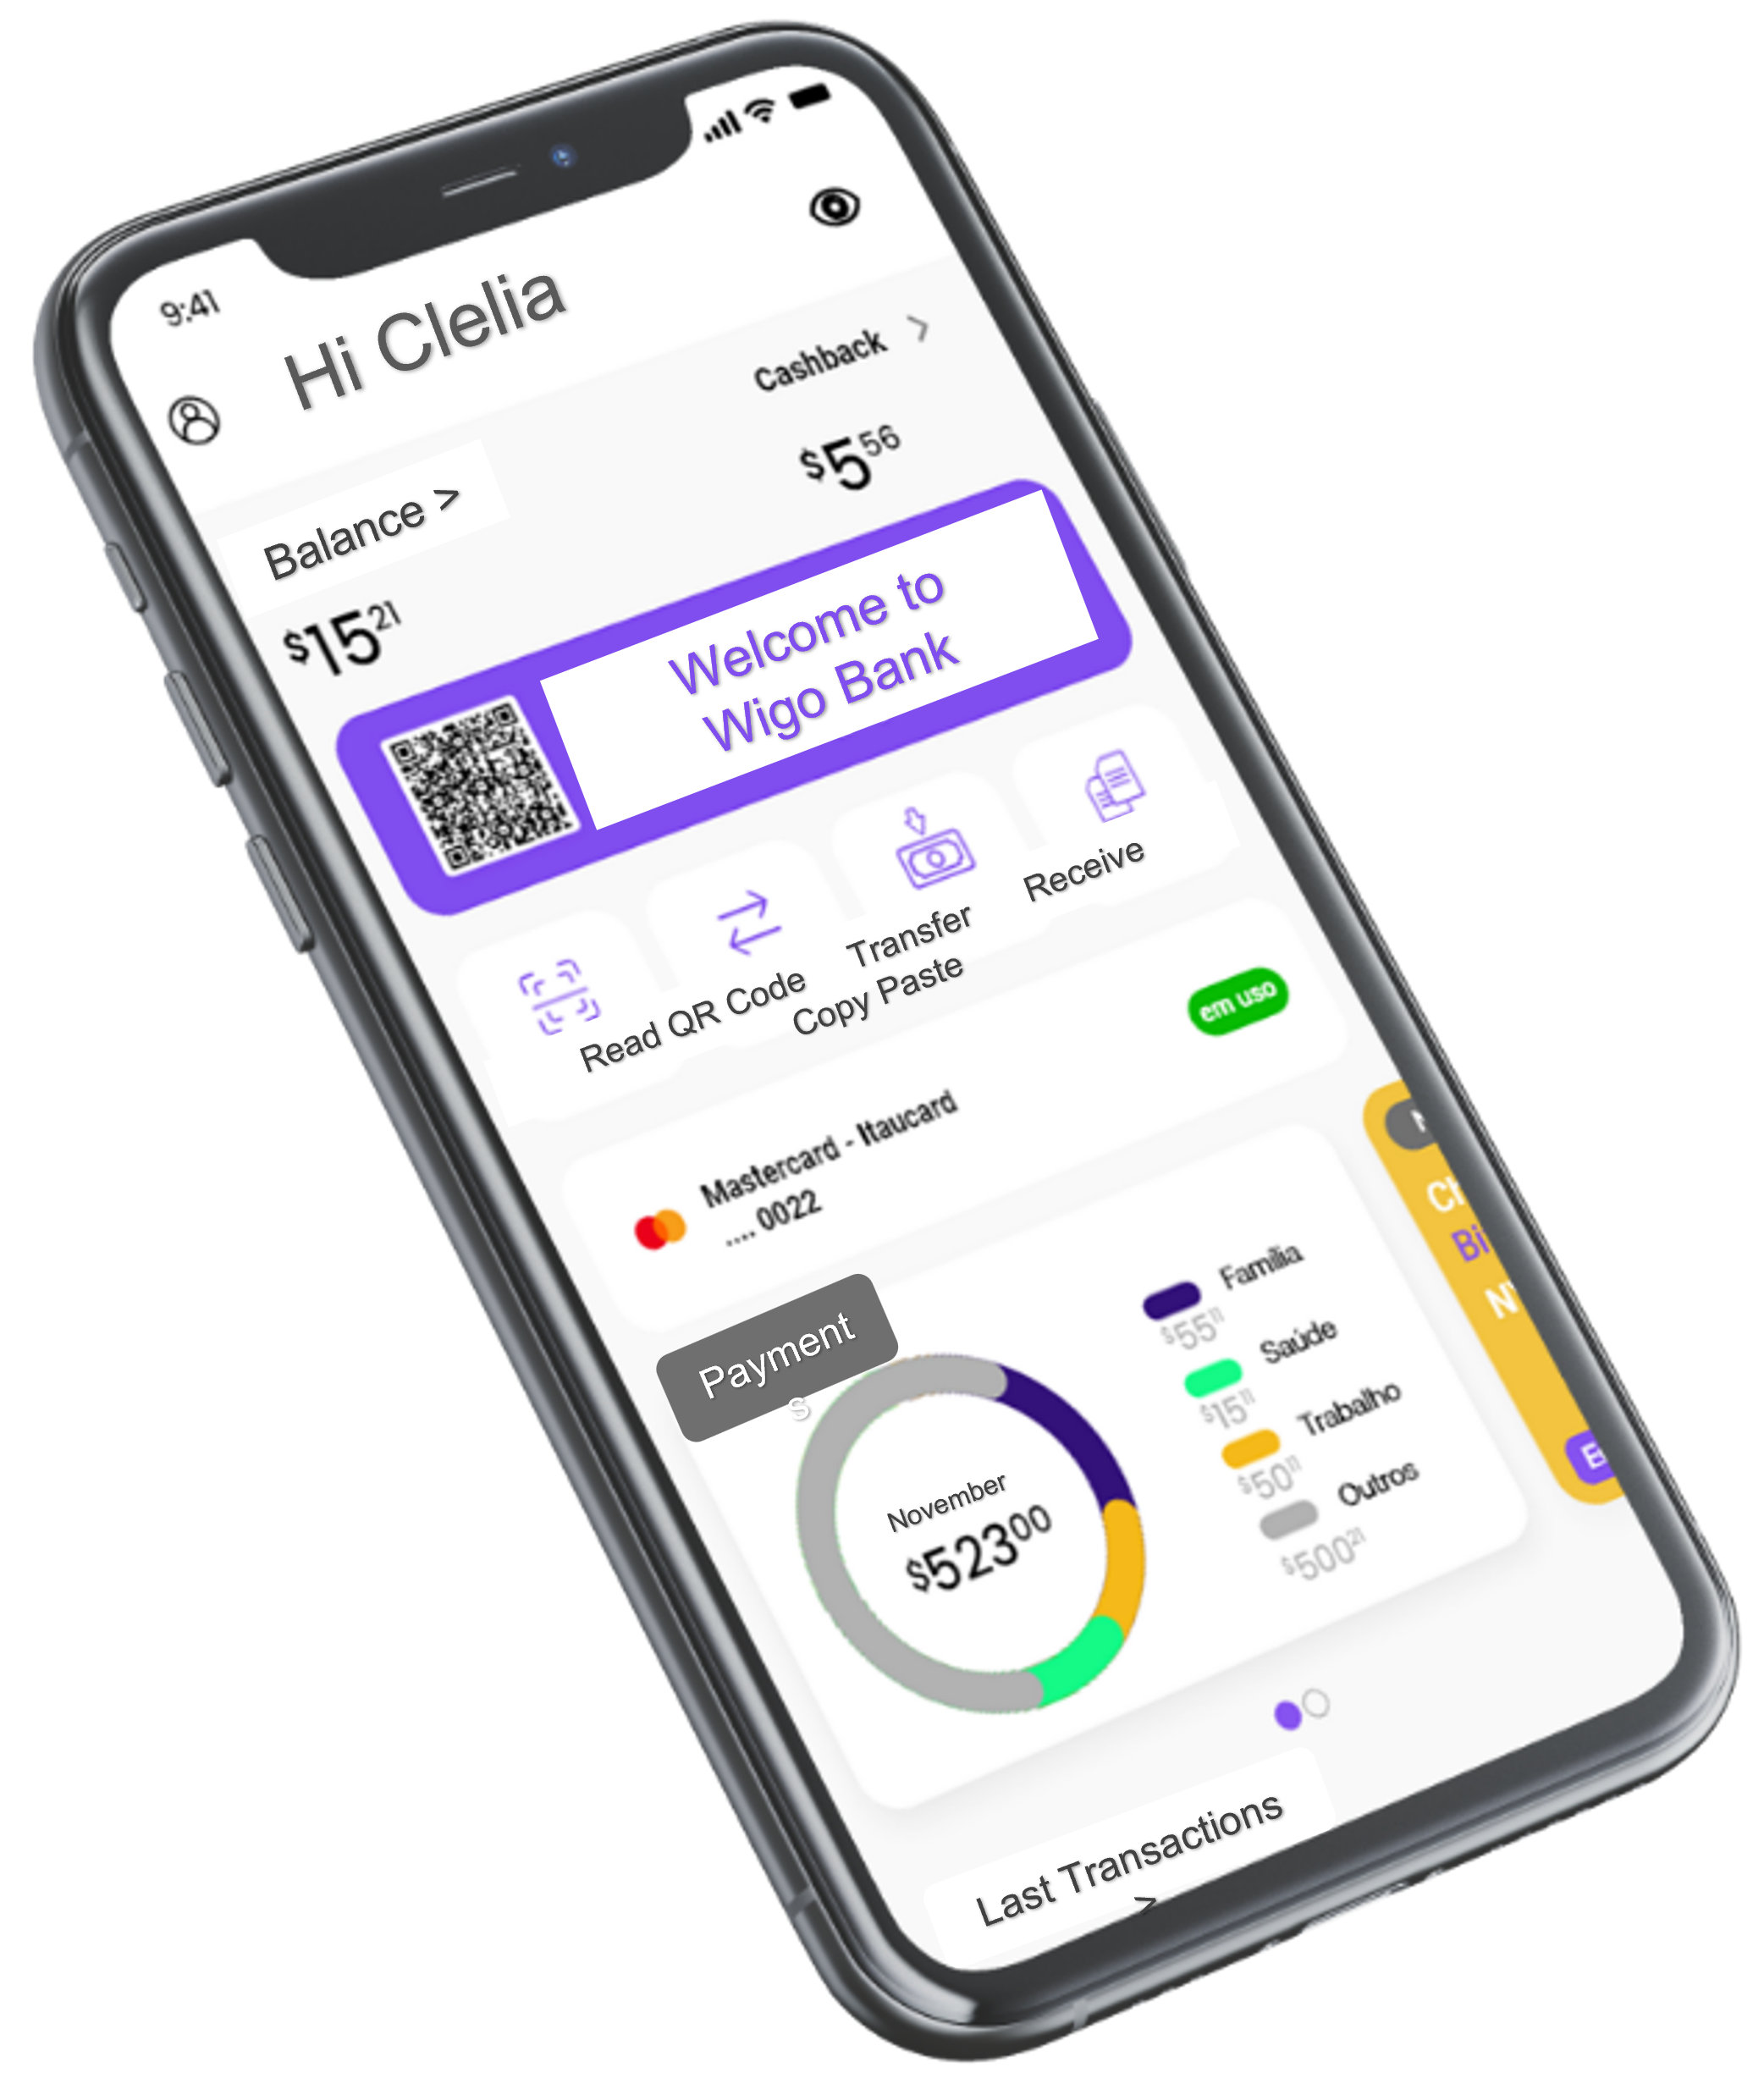 9:41
Hi Clelia
Cashback >
$5 56
Balance >
$15 21
Welcome to
Wigo Bank
Read QR Code
Transfer
Copy Paste
Receive
Mastercard - Itaucard
.... 0022
em uso
Payment
s
November
$523 00
Família
$55 11
Saúde
$15 11
Trabalho
$50 11
Outros
$500 21
Bi
Last Transactions
>